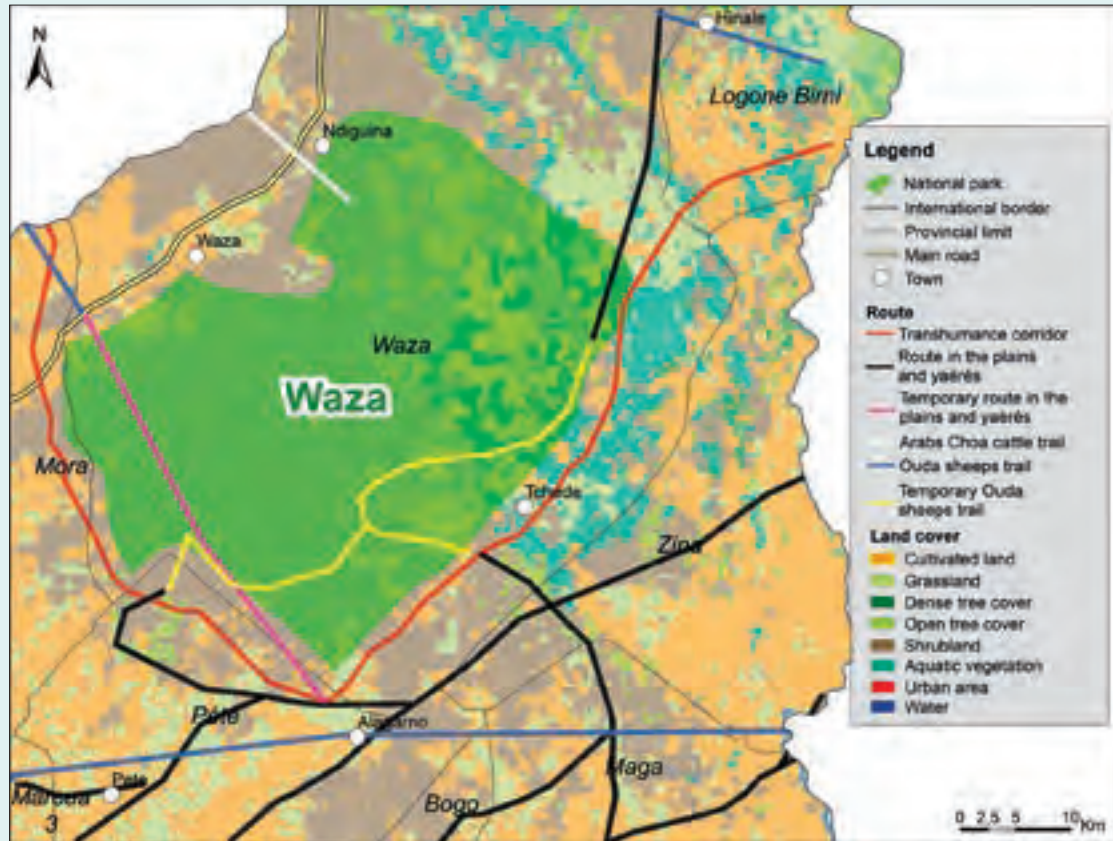 N
Hinale
Logone Birni
Ndiguina
Waza
Waza
Waza
Mora
Tchede
Zina
Pété
Alagarno
Pete
Maroua
3
Bogo
Maga
Legend
National park
International border
Provincial limit
Main road
Town
Route
Transhumance corridor
Route in the plains
and yaérés
Temporary route in the
plains and yaérés
Arabs Choa cattle trail
Ouda sheeps trail
Temporary Ouda
sheeps trail
Land cover
Cultivated land
Grassland
Dense tree cover
Open tree cover
Shrubland
Aquatic vegetation
Urban area
Water
0 2,5 5 10
Km